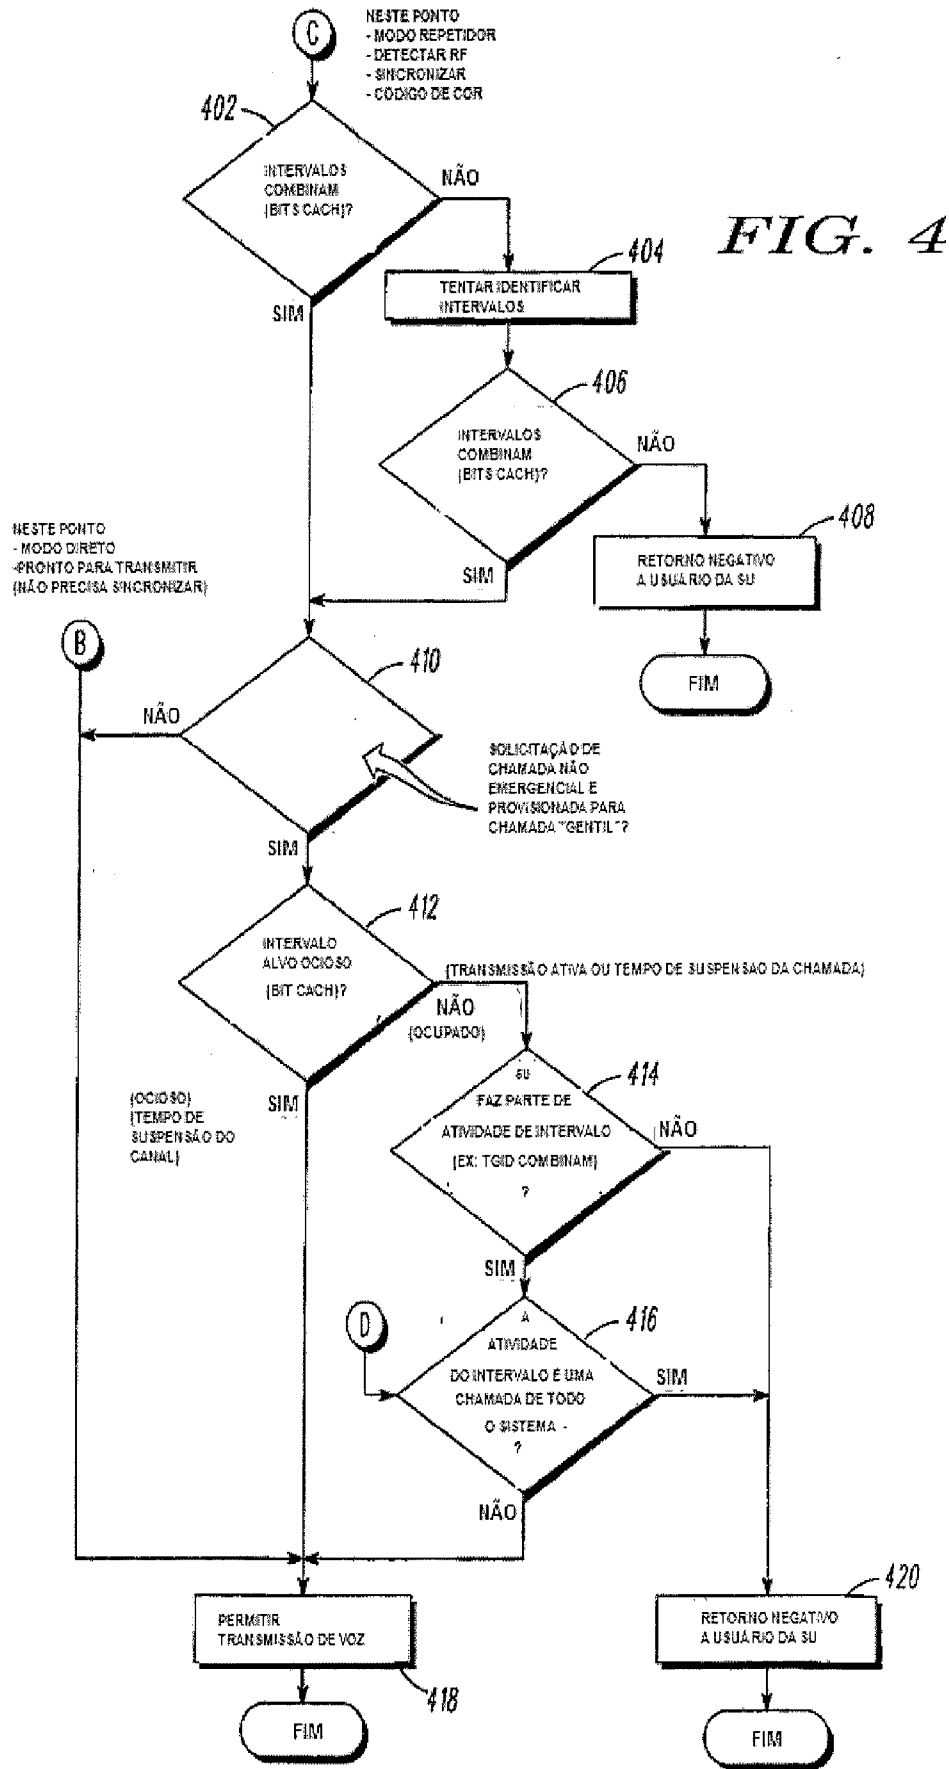 C
NESTE PONTO
- MODO REPETIDOR
- DETECTAR RF
- SINCRONIZAR
- CÓDIGO DE COR
402
INTERVALOS
COMBINAM
(BITS CACH)?
NÃO
SIM
FIG. 4
404
TENTAR IDENTIFICAR
INTERVALOS
406
INTERVALOS
COMBINAM
(BITS CACH)?
NÃO
SIM
408
RETORNO NEGATIVO
A USUÁRIO DA SU
FIM
NESTE PONTO
- MODO DIRETO
-PRONTO PARA TRANSMITIR
(NÃO PRECISA SINCRONIZAR)
B
410
NÃO
SOLICITAÇÃO DE
CHAMADA NÃO
EMERGENCIAL E
PROVISIONADA PARA
CHAMADA "GENTIL"?
SIM
412
INTERVALO
ALVO OCIOSO
(BIT CACH)?
(TRANSMISSÃO ATIVA OU TEMPO DE SUSPENSÃO DA CHAMADA)
NÃO
(OCUPADO)
SIM
(OCIOSO)
(TEMPO DE
SUSPENSÃO DO
CANAL)
414
SU
FAZ PARTE DE
ATIVIDADE DE INTERVALO
(EX: TGID COMBINAM)
?
NÃO
SIM
D
416
A
ATIVIDADE
DO INTERVALO É UMA
CHAMADA DE TODO
O SISTEMA -
?
SIM
NÃO
PERMITIR
TRANSMISSÃO DE VOZ
418
FIM
420
RETORNO NEGATIVO
A USUÁRIO DA SU
FIM